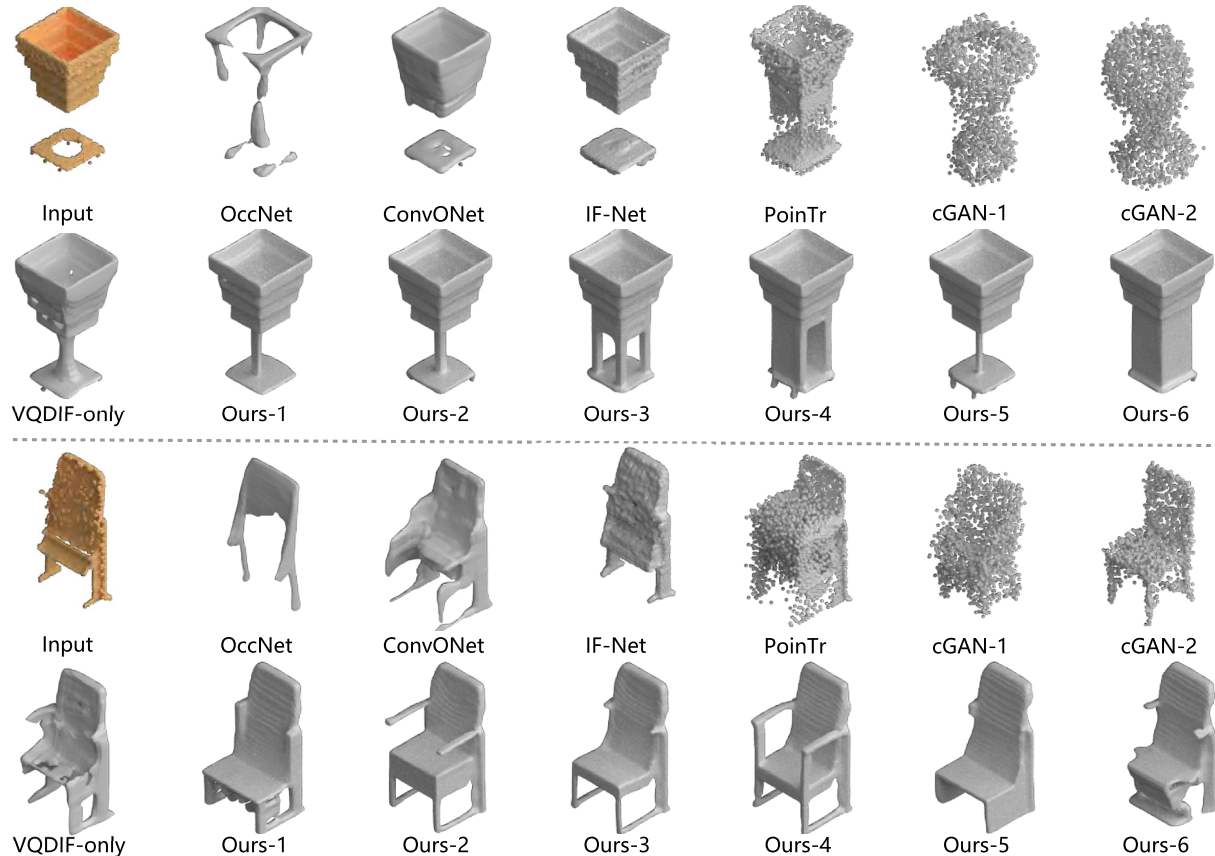 Input OccNet ConvONet IF-Net PoinTr cGAN-1 cGAN-2
VQDIF-only Ours-1 Ours-2 Ours-3 Ours-4 Ours-5 Ours-6
Input OccNet ConvONet IF-Net PoinTr cGAN-1 cGAN-2
VQDIF-only Ours-1 Ours-2 Ours-3 Ours-4 Ours-5 Ours-6